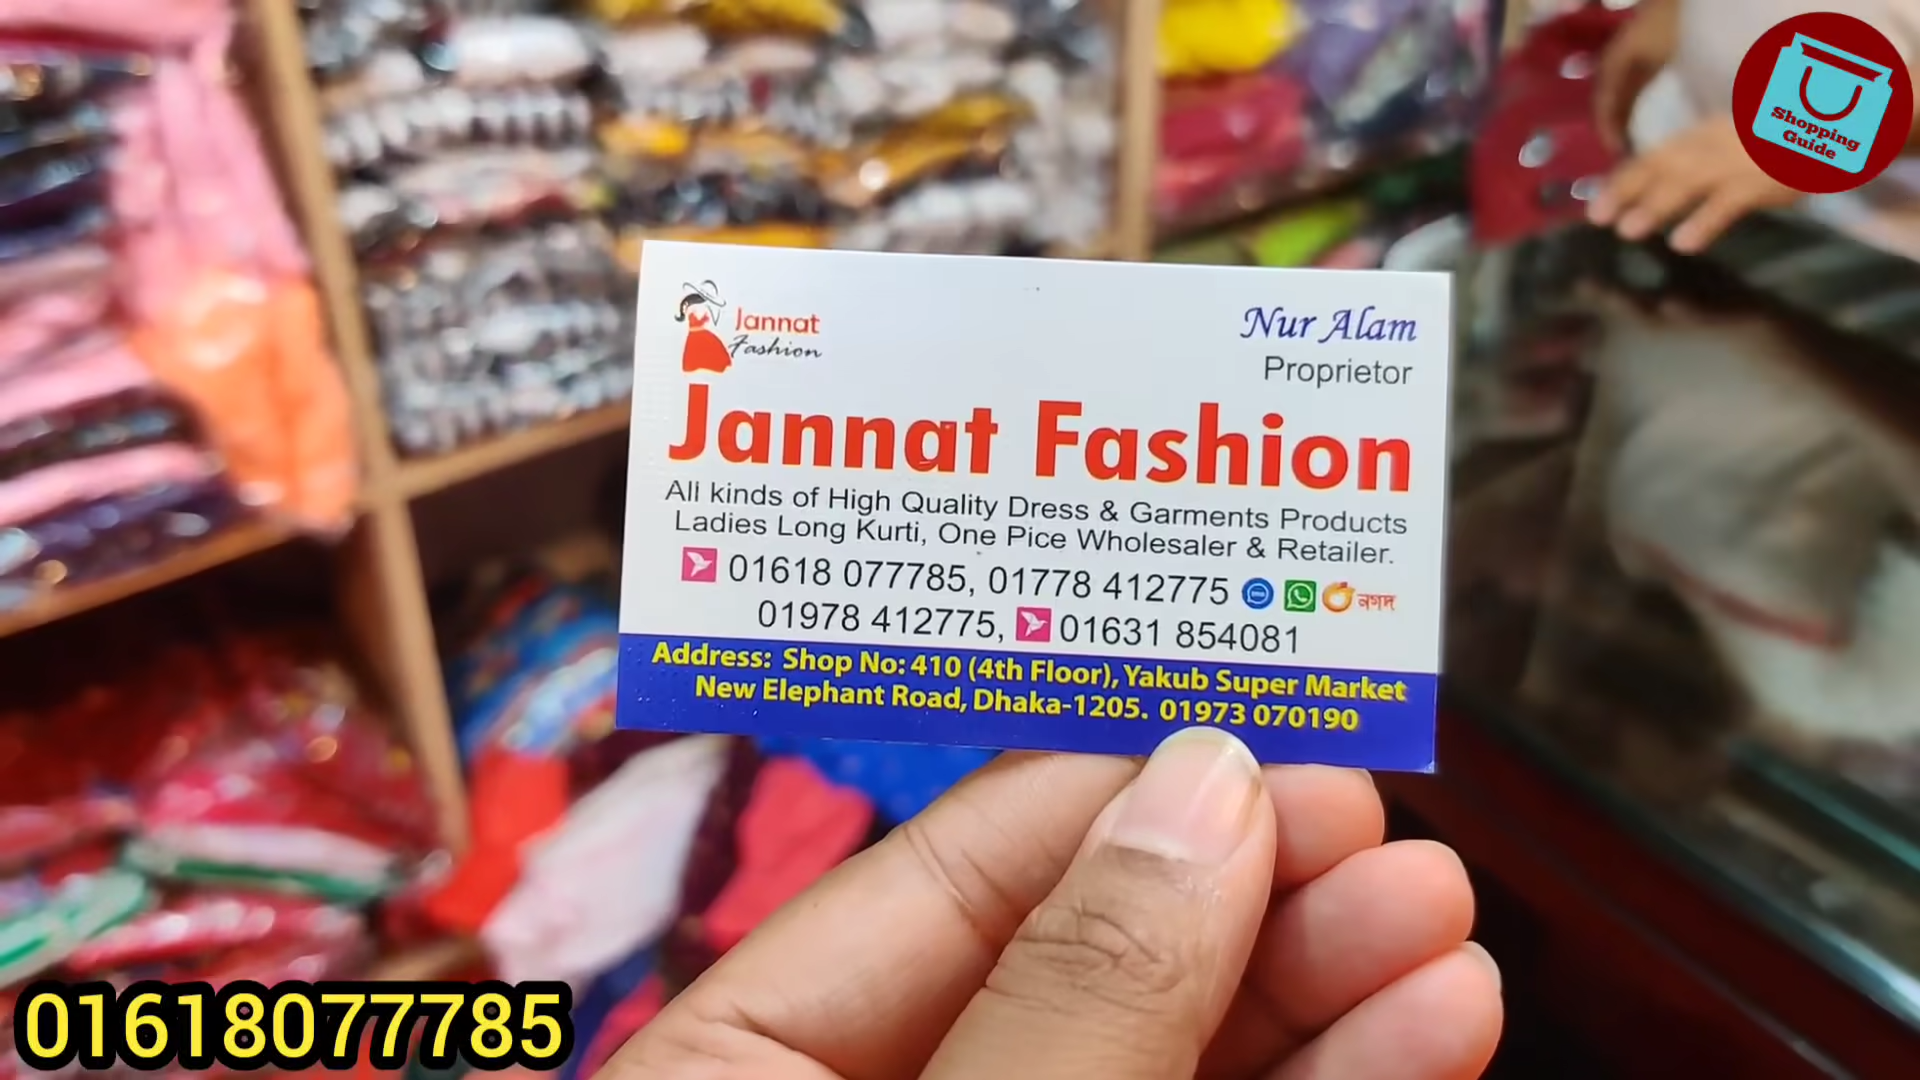 Shopping
Guide
Jannat
Fashion
Nur Alam
Proprietor
Jannat Fashion
All kinds of High Quality Dress & Garments Products
Ladies Long Kurti, One Pice Wholesaler & Retailer.
01618 077785, 01778 412775 নগদ
01978 412775, 01631 854081
Address: Shop No: 410 (4th Floor), Yakub Super Market
New Elephant Road, Dhaka-1205. 01973 070190
01618077785